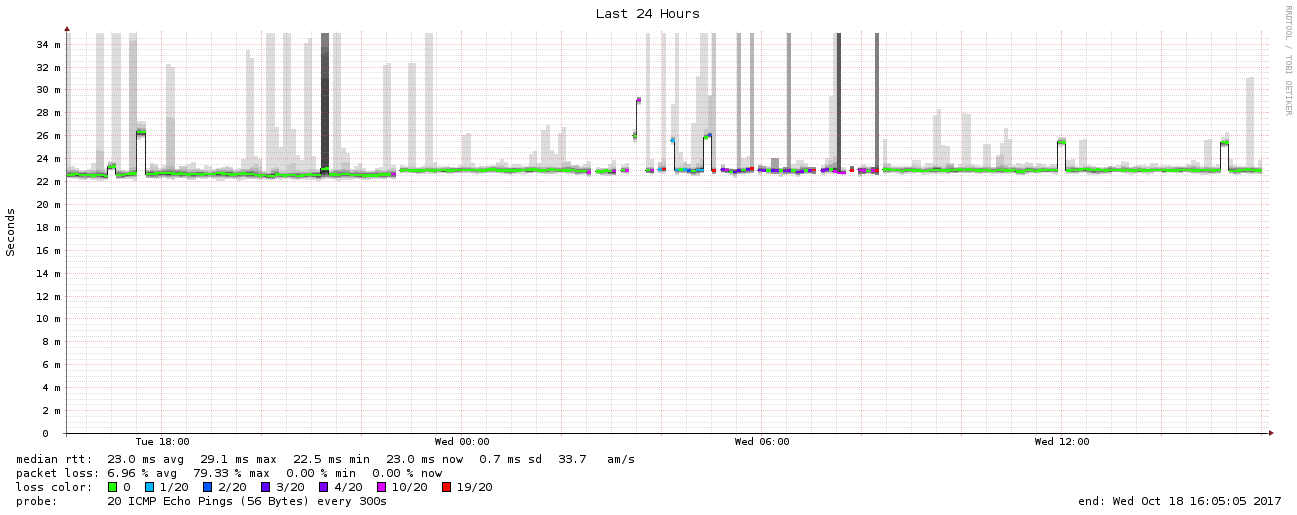 Last 24 Hours
RRDTOOL / TOBI OETIKER
Seconds
34 m
32 m
30 m
28 m
26 m
24 m
22 m
20 m
18 m
16 m
14 m
12 m
10 m
8 m
6 m
4 m
2 m
0
Tue 18:00 Wed 00:00 Wed 06:00 Wed 12:00
median rtt: 23.0 ms avg 29.1 ms max 22.5 ms min 23.0 ms now 0.7 ms sd 33.7 am/s
packet loss: 6.96 % avg 79.33 % max 0.00 % min 0.00 % now
loss color: 0 1/20 2/20 3/20 4/20 10/20 19/20
probe: 20 ICMP Echo Pings (56 Bytes) every 300s end: Wed Oct 18 16:05:05 2017